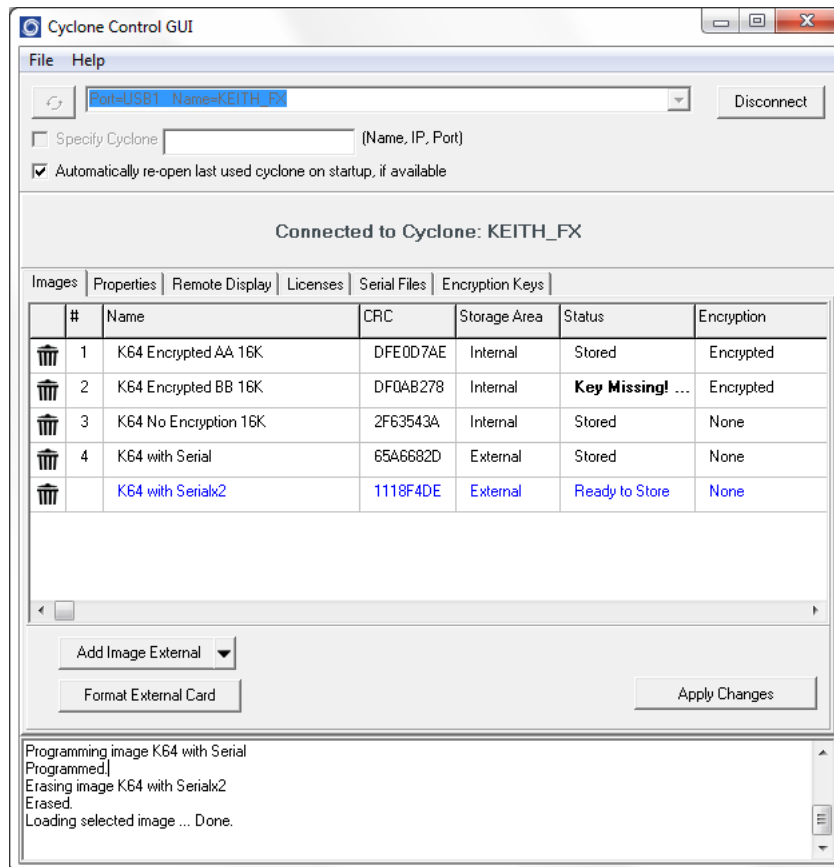 Cyclone Control GUI
File Help
Port=USB1 Name=KEITH_FX
Disconnect
Specify Cyclone (Name, IP, Port)
Automatically re-open last used cyclone on startup, if available
Connected to Cyclone: KEITH_FX
Images Properties Remote Display Licenses Serial Files Encryption Keys
# Name CRC Storage Area Status Encryption
1 K64 Encrypted AA 16K DFE0D7AE Internal Stored Encrypted
2 K64 Encrypted BB 16K DF0AB278 Internal Key Missing! ... Encrypted
3 K64 No Encryption 16K 2F63543A Internal Stored None
4 K64 with Serial 65A6682D External Stored None
K64 with Serialx2 1118F4DE External Ready to Store None
Add Image External
Format External Card
Apply Changes
Programming image K64 with Serial
Programmed.
Erasing image K64 with Serialx2
Erased.
Loading selected image ... Done.